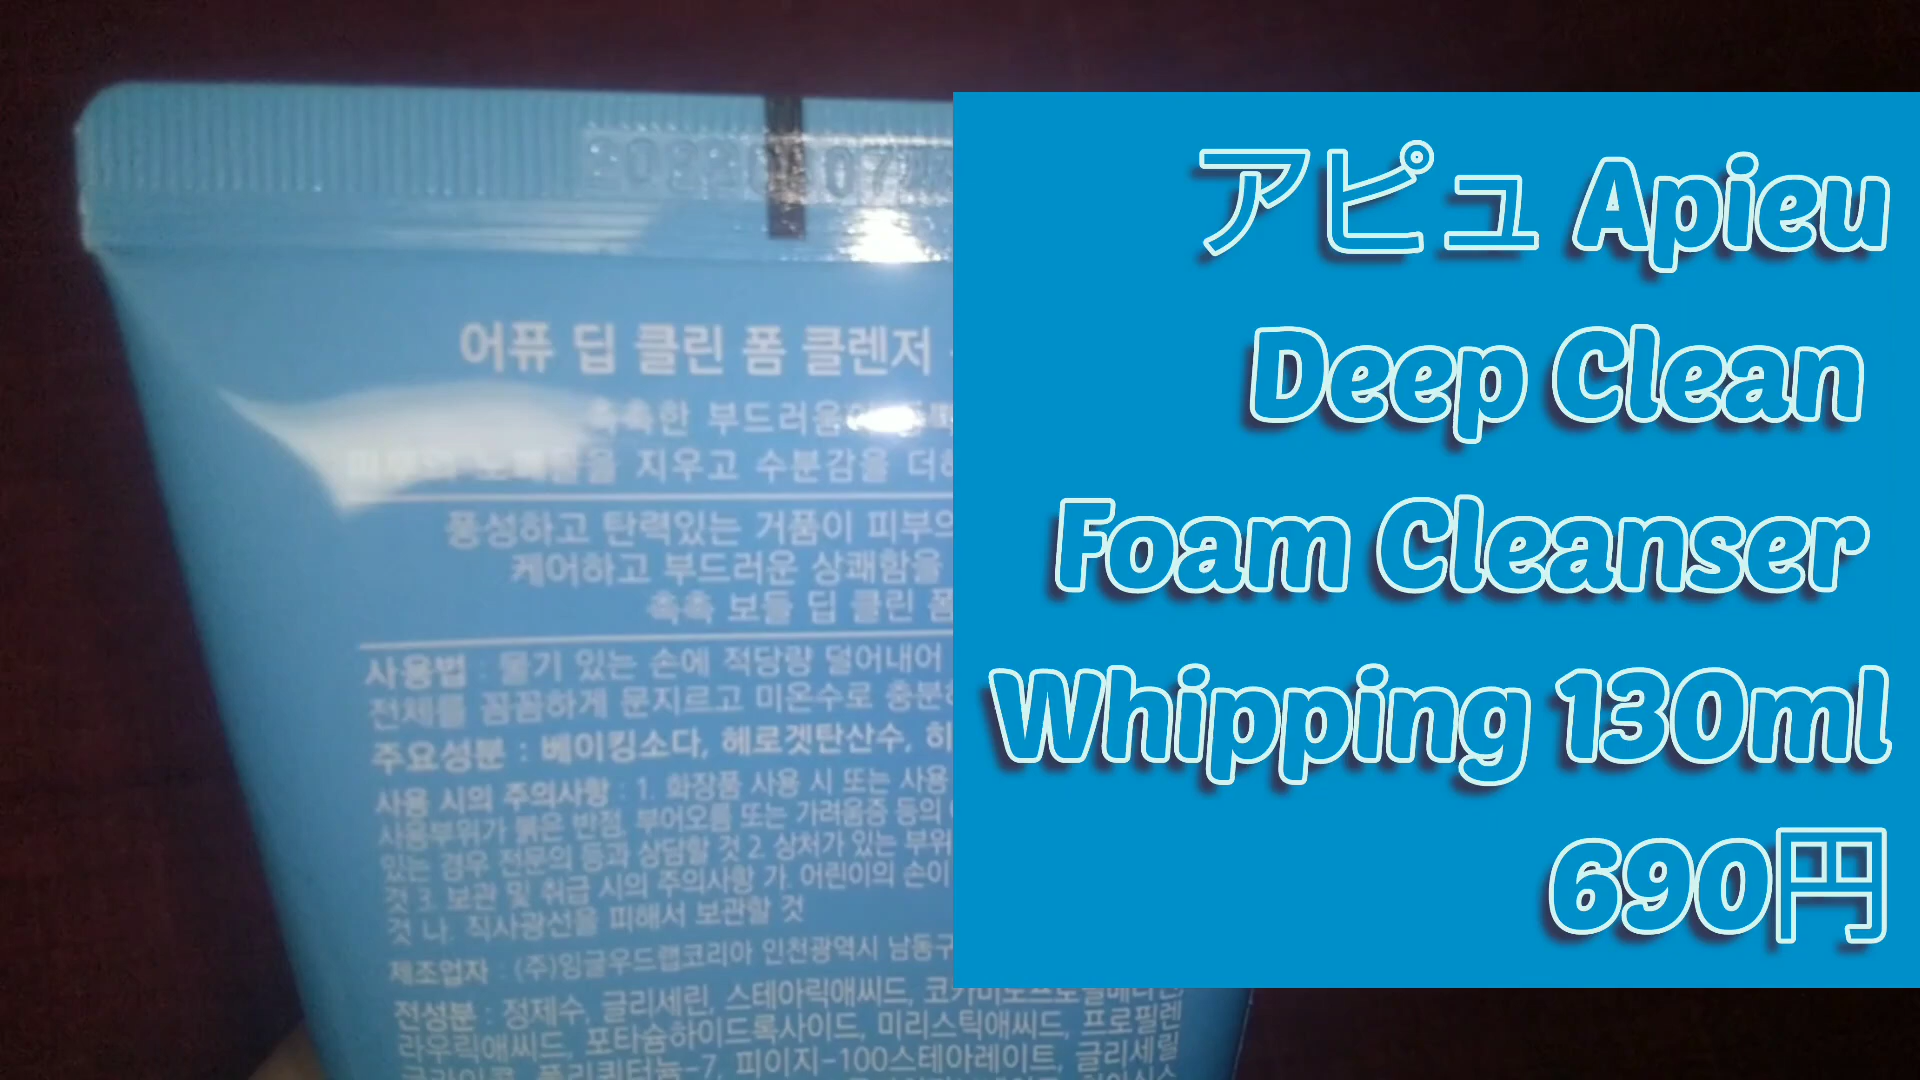 202207
어퓨 딥 클린 폼 클렌저
촉촉한 부드러움
지우고 수분감을 더해
풍성하고 탄력있는 거품이 피부의
케어하고 부드러운 상쾌함을
촉촉 보들 딥 클린 폼
사용법 : 물기 있는 손에 적당량 덜어내어
전체를 꼼꼼하게 문지르고 미온수로 충분히
주요성분 : 베이킹소다, 헤로겟탄산수, 히
사용 시의 주의사항 : 1. 화장품 사용 시 또는 사용
사용부위가 붉은 반점, 부어오름 또는 가려움증 등의
있는 경우 전문의 등과 상담할 것 2. 상처가 있는 부위
것 3. 보관 및 취급 시의 주의사항 가. 어린이의 손이
것 나. 직사광선을 피해서 보관할 것
제조업자 : (주)잉글우드랩코리아 인천광역시 남동구
전성분 : 정제수, 글리세린, 스테아릭애씨드,
라우릭애씨드, 포타슘하이드록사이드, 미리스틱애씨드, 프로필렌
폴리쿼터늄-7, 피이지-100스테아레이트, 글리세릴
アピュ Apieu
Deep Clean
Foam Cleanser
Whipping 130ml
690円